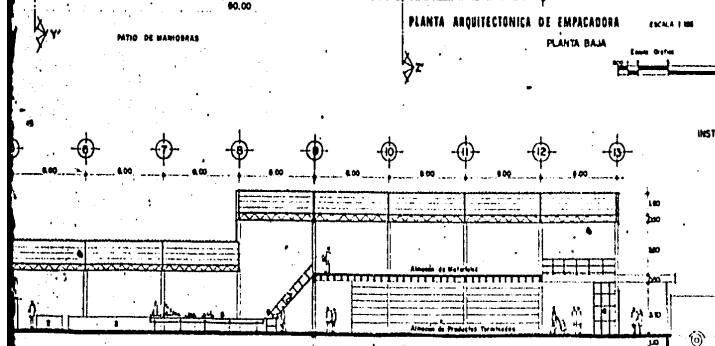 60.00
PLANTA ARQUITECTONICA DE EMPACADORA
ESCALA 1:100
Y'
PATIO DE MANIOBRAS
PLANTA BAJA
Escala Grafica
Z'
INST
6 7 8 9 10 11 12 13
6.00 6.00 6.00 6.00 6.00 6.00 6.00 6.00
Almacen de Materiales
Almacen de Productos Terminados